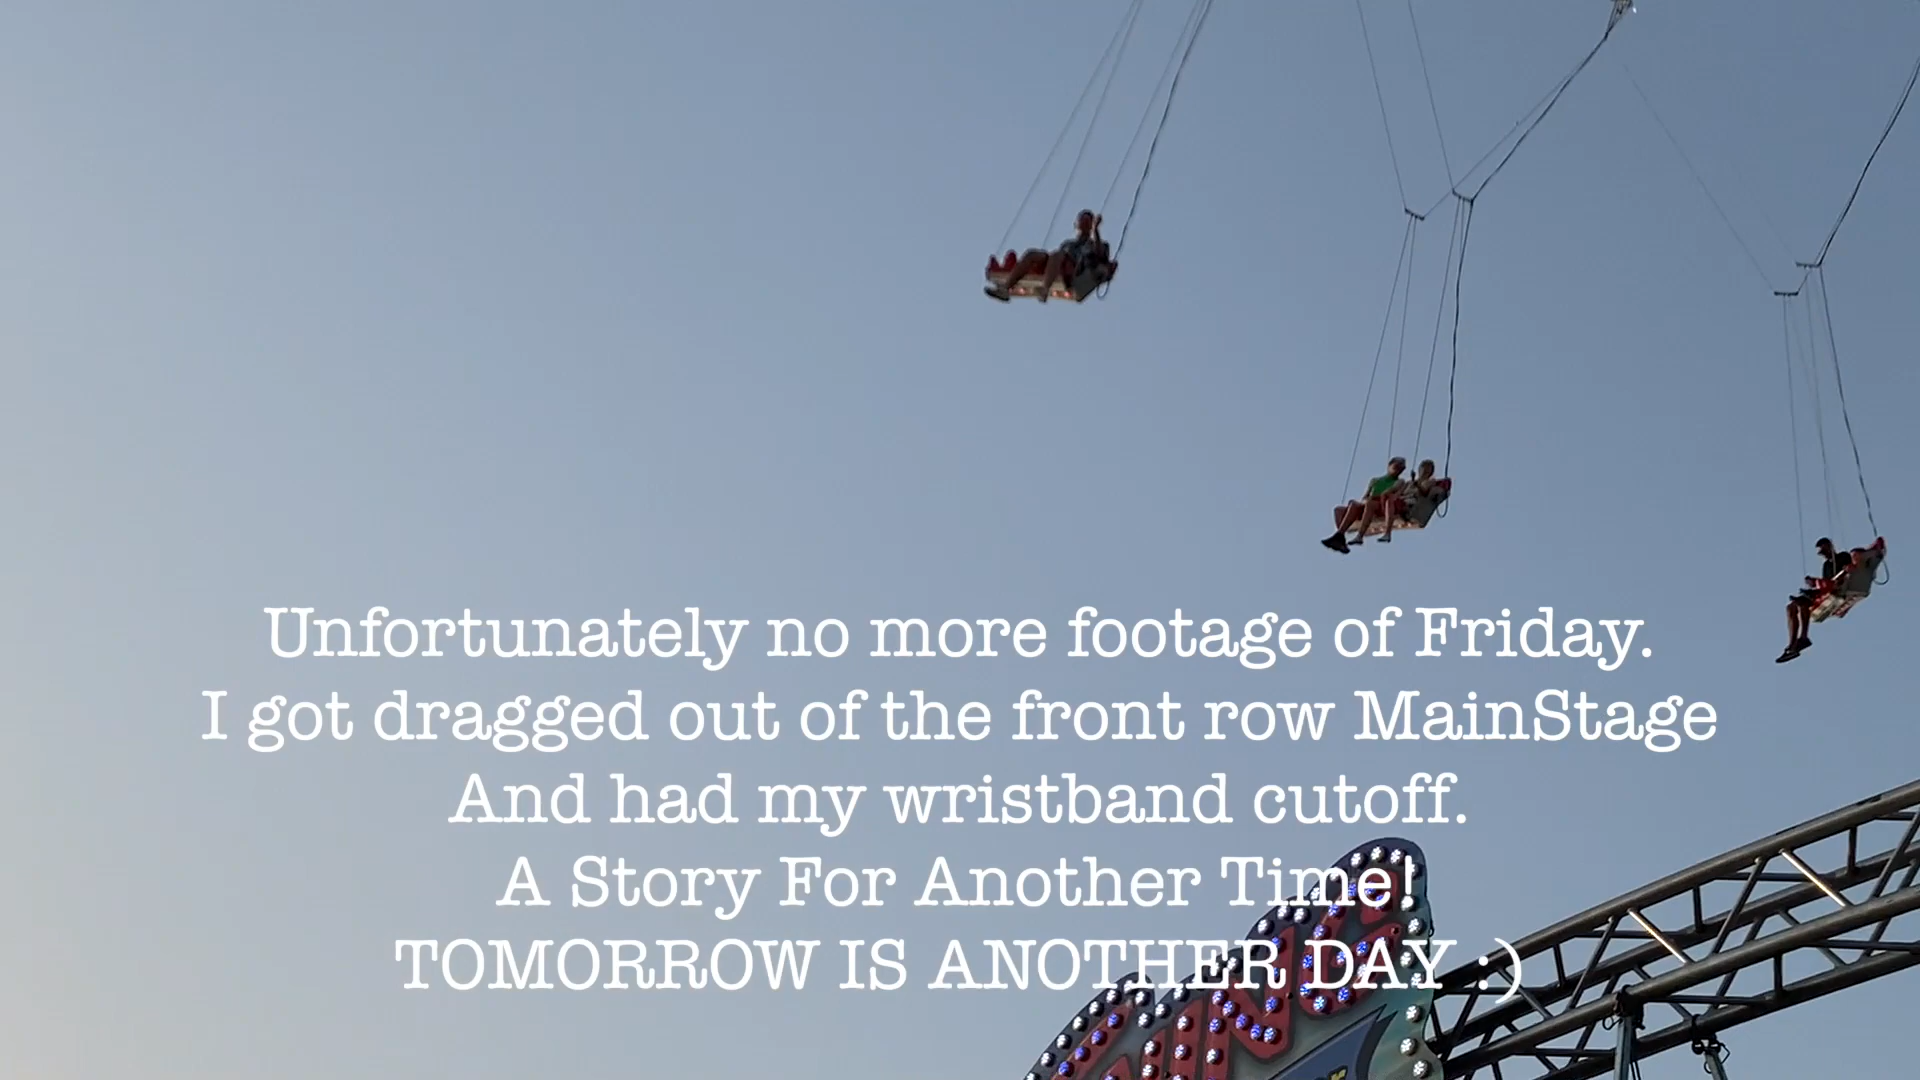 Unfortunately no more footage of Friday.
I got dragged out of the front row MainStage
And had my wristband cutoff.
A Story For Another Time!
TOMORROW IS ANOTHER DAY :)